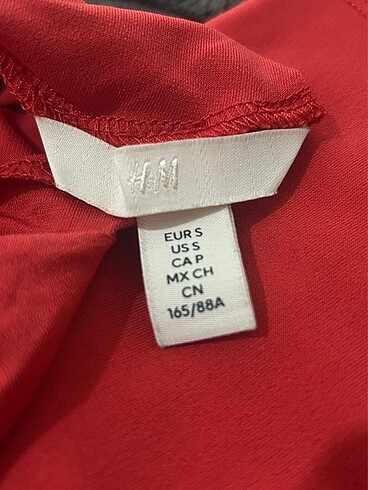 H&M
EUR S
US S
CA P
MX CH
CN
165/88A